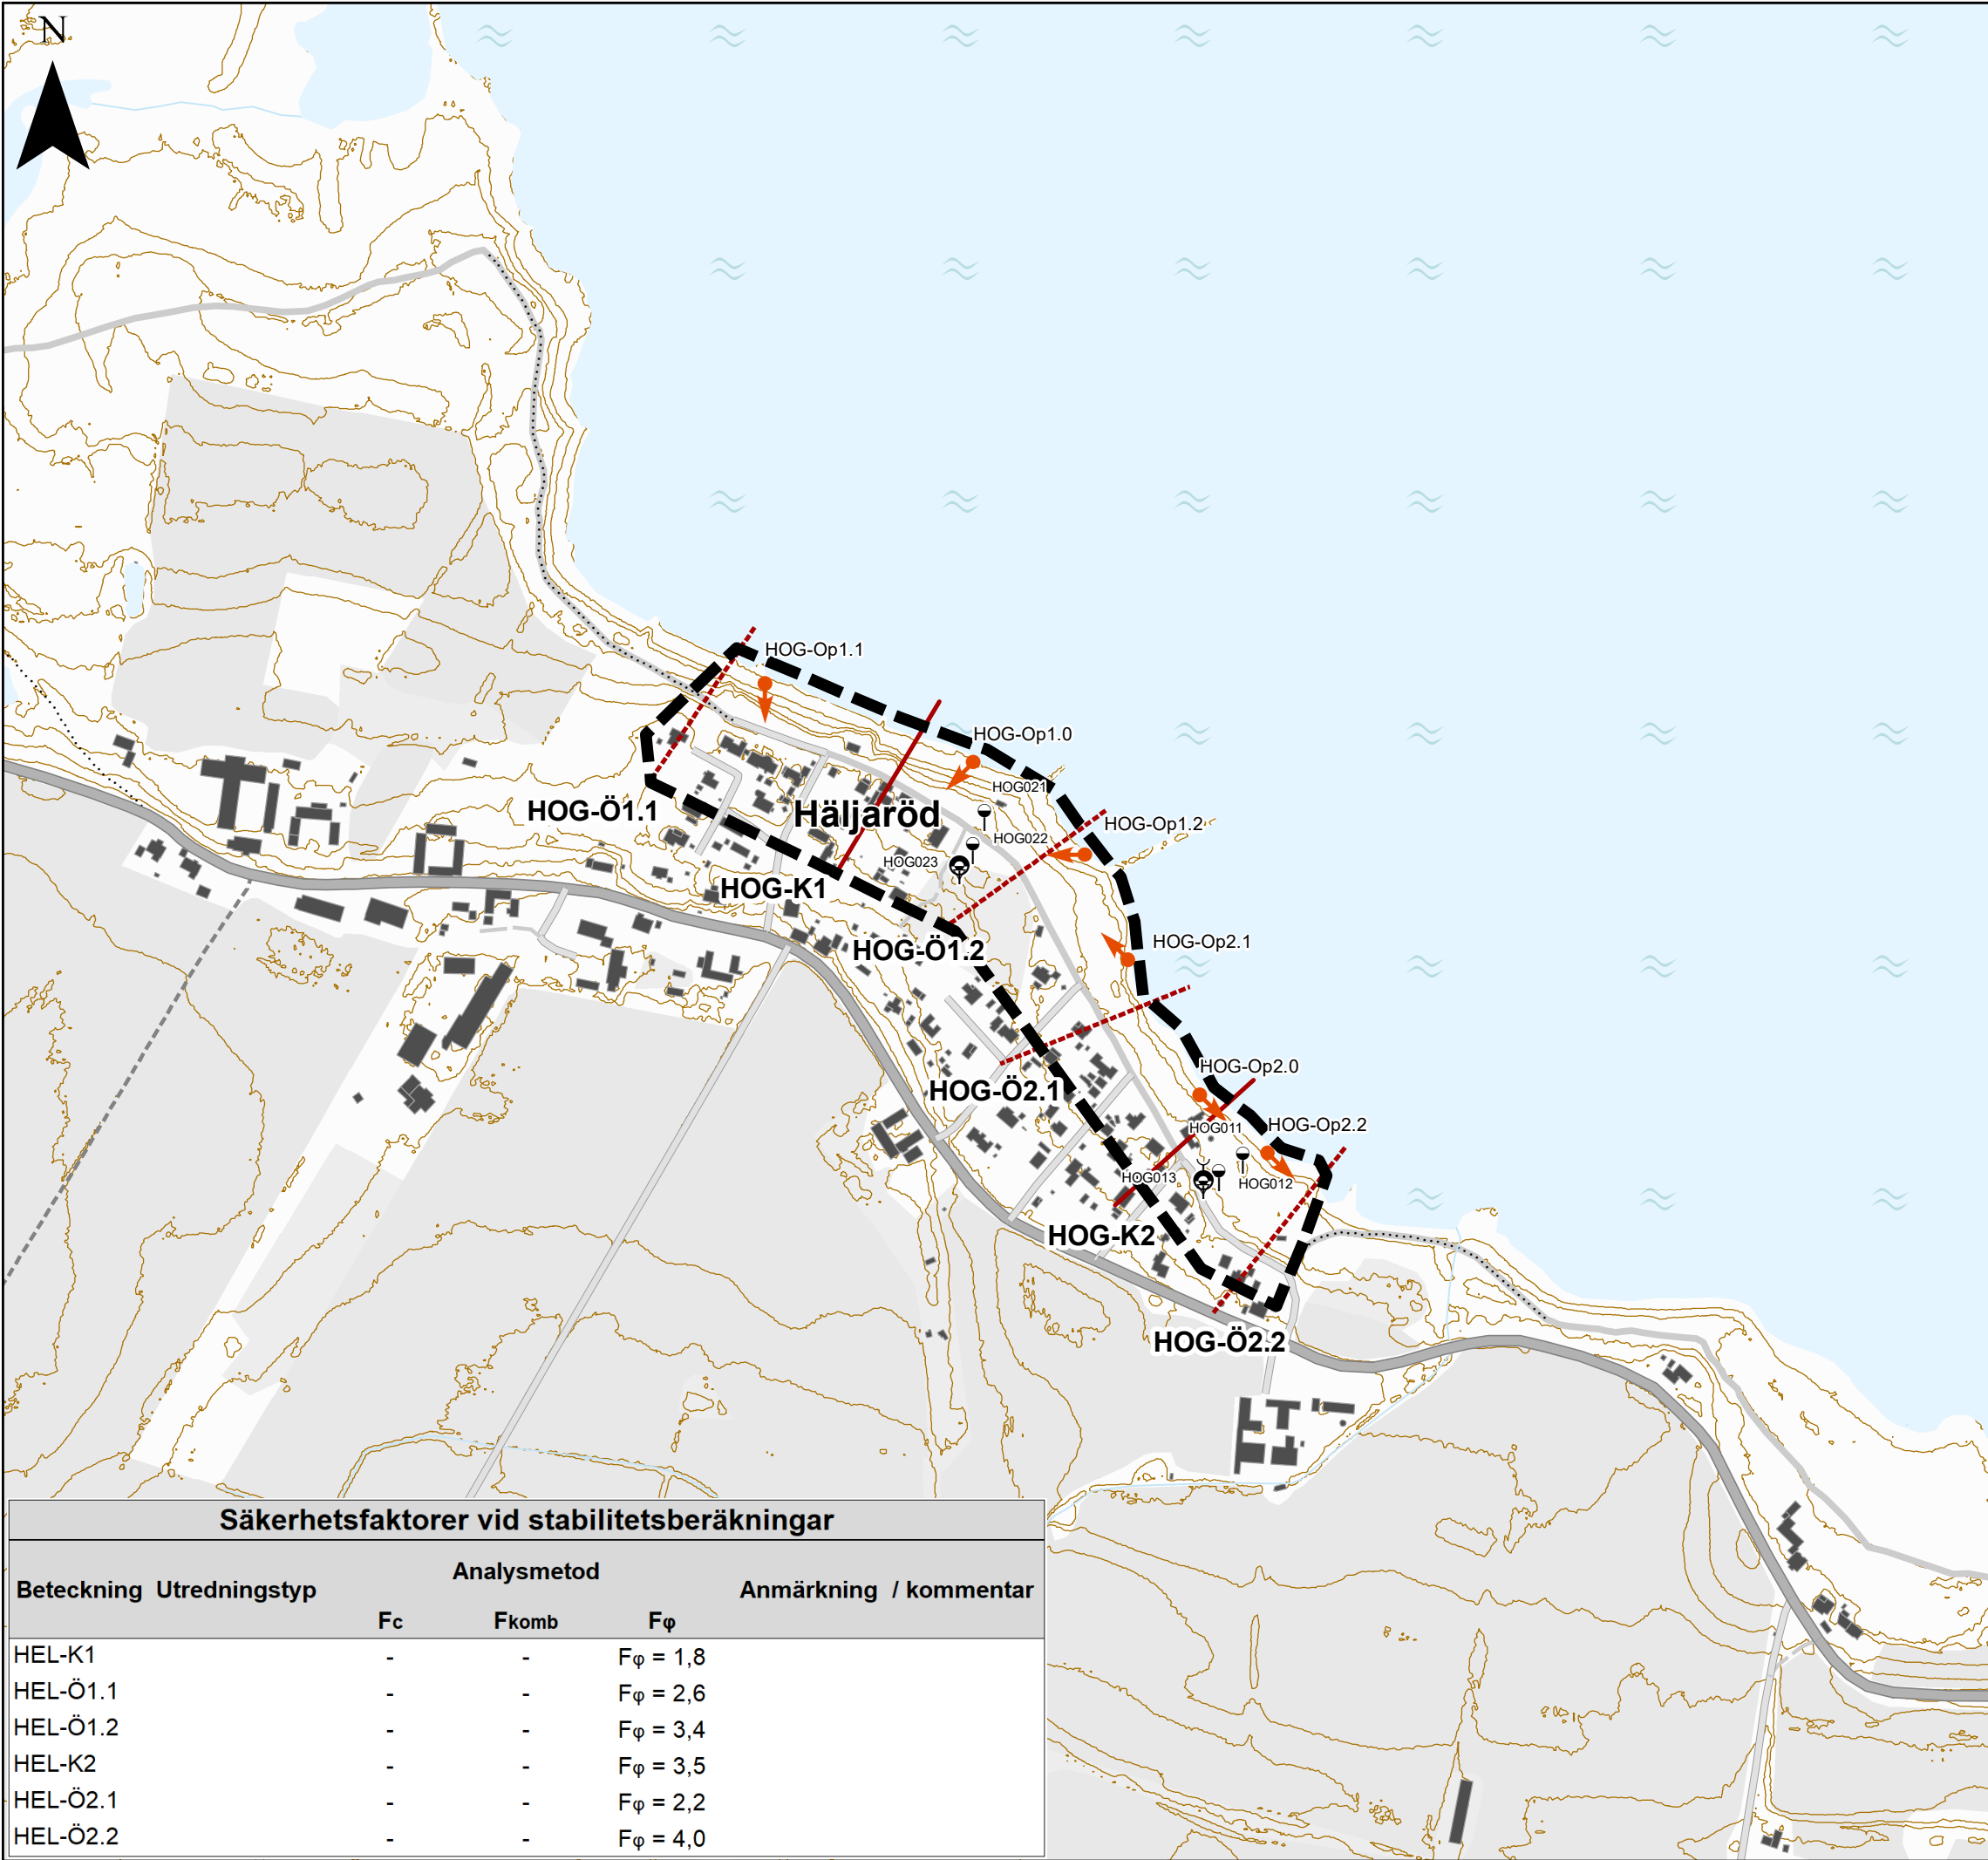 N
HOG-Op1.1
HOG-Op1.0
HOG021
HOG-Ö1.1
Häljaröd
HOG-Op1.2
HOG022
HOG023
HOG-K1
HOG-Ö1.2
HOG-Op2.1
HOG-Op2.0
HOG-Ö2.1
HOG011
HOG-Op2.2
HOG013
HOG012
HOG-K2
HOG-Ö2.2
Säkerhetsfaktorer vid stabilitetsberäkningar
Beteckning Utredningstyp Analysmetod Anmärkning / kommentar
Fc Fkomb Fφ
HEL-K1 - - Fφ = 1,8
HEL-Ö1.1 - - Fφ = 2,6
HEL-Ö1.2 - - Fφ = 3,4
HEL-K2 - - Fφ = 3,5
HEL-Ö2.1 - - Fφ = 2,2
HEL-Ö2.2 - - Fφ = 4,0